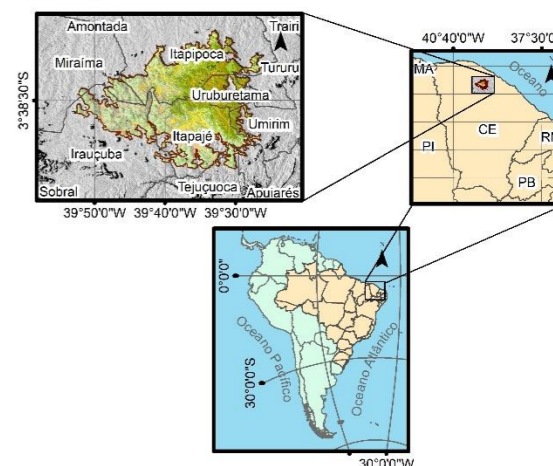 Amontada
Trairi
Itapipoca
Miraíma
Tururu
3°38'30"S
Uruburetama
Umirim
Itapajé
Irauçuba
Sobral
Tejuçuoca
Apuiarés
39°50'0"W 39°40'0"W 39°30'0"W
40°40'0"W 37°30'0"W
MA
Oceano
CE
PI
PB
0°0'0"
Oceano Pacífico
Oceano Atlântico
30°0'0"S
30°0'0"W